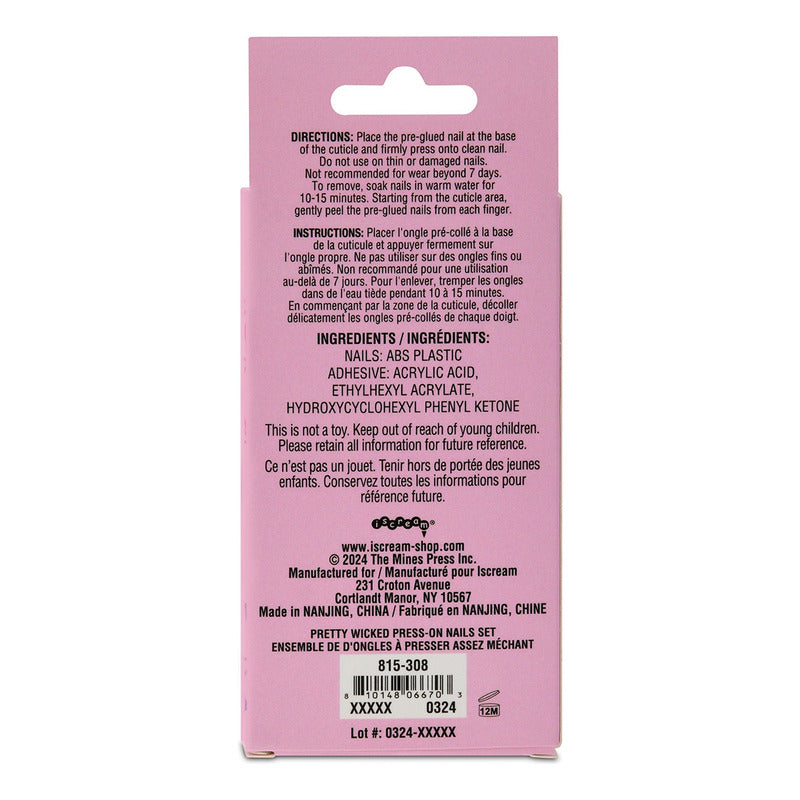 DIRECTIONS: Place the pre-glued nail at the base
of the cuticle and firmly press onto clean nail.
Do not use on thin or damaged nails.
Not recommended for wear beyond 7 days.
To remove, soak nails in warm water for
10-15 minutes. Starting from the cuticle area,
gently peel the pre-glued nails from each finger.
INSTRUCTIONS: Placer l'ongle pré-collé à la base
de la cuticule et appuyer fermement sur
l'ongle propre. Ne pas utiliser sur des ongles fins ou
abîmés. Non recommandé pour une utilisation
au-delà de 7 jours. Pour l'enlever, tremper les ongles
dans de l'eau tiède pendant 10 à 15 minutes.
En commençant par la zone de la cuticule, décoller
délicatement les ongles pré-collés de chaque doigt.
INGREDIENTS / INGRÉDIENTS:
NAILS: ABS PLASTIC
ADHESIVE: ACRYLIC ACID,
ETHYLHEXYL ACRYLATE,
HYDROXYCYCLOHEXYL PHENYL KETONE
This is not a toy. Keep out of reach of young children.
Please retain all information for future reference.
Ce n'est pas un jouet. Tenir hors de portée des jeunes
enfants. Conservez toutes les informations pour
référence future.
iscream®
www.iscream-shop.com
© 2024 The Mines Press Inc.
Manufactured for / Manufacturé pour Iscream
231 Croton Avenue
Cortlandt Manor, NY 10567
Made in NANJING, CHINA / Fabriqué en NANJING, CHINE
PRETTY WICKED PRESS-ON NAILS SET
ENSEMBLE DE D'ONGLES À PRESSER ASSEZ MÉCHANT
815-308
8 10148 06670 3
XXXXX 0324
12M
Lot #: 0324-XXXXX